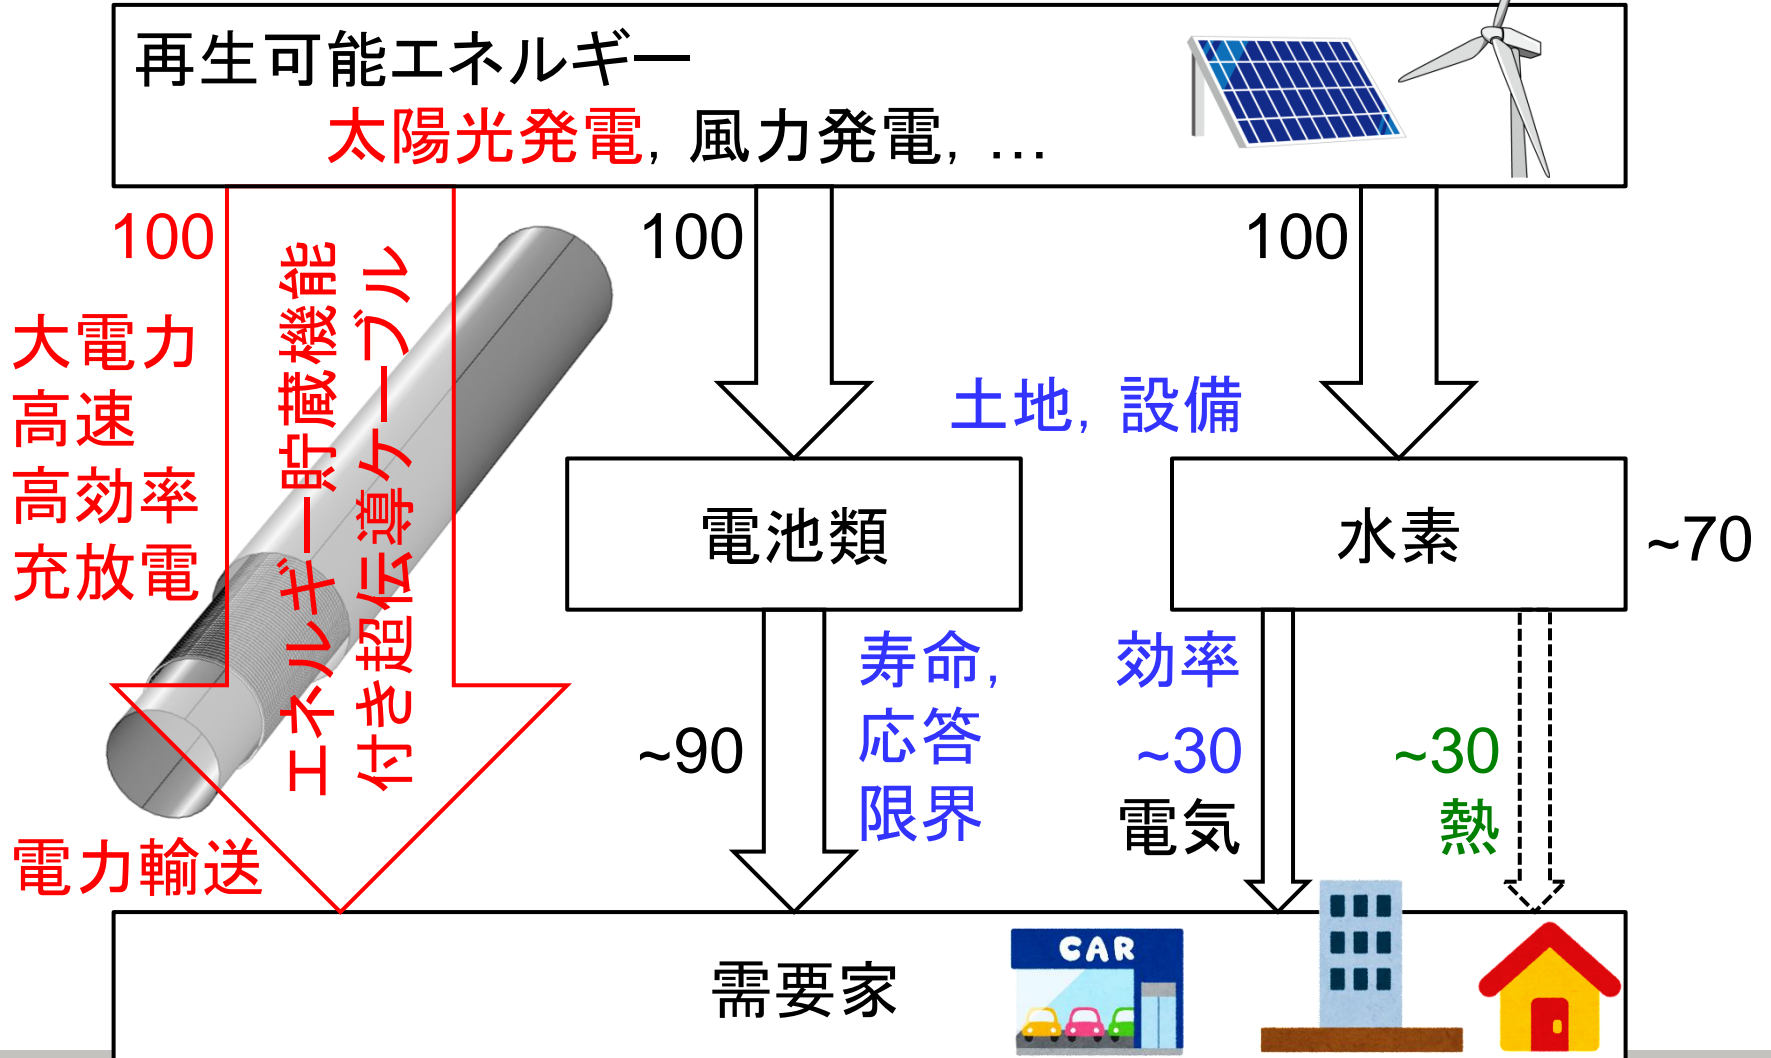 再生可能エネルギー
太陽光発電, 風力発電, …
100
100
100
大電力
高速
高効率
充放電
エネルギー貯蔵機能
付き超伝導ケーブル
電力輸送
土地, 設備
電池類
水素
~70
寿命,
応答
限界
~90
効率
~30
電気
~30
熱
需要家
CAR